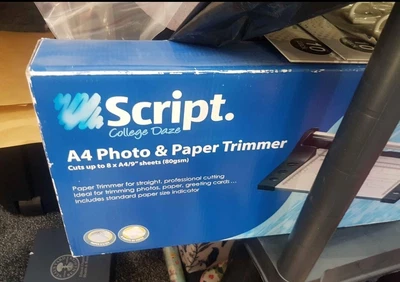 Script.
College Daze
A4 Photo & Paper Trimmer
Cuts up to 8 x A4/9" sheets (80gsm)
Paper Trimmer for straight, professional cutting
Ideal for trimming photos, paper, greeting cards...
Includes standard paper size indicator